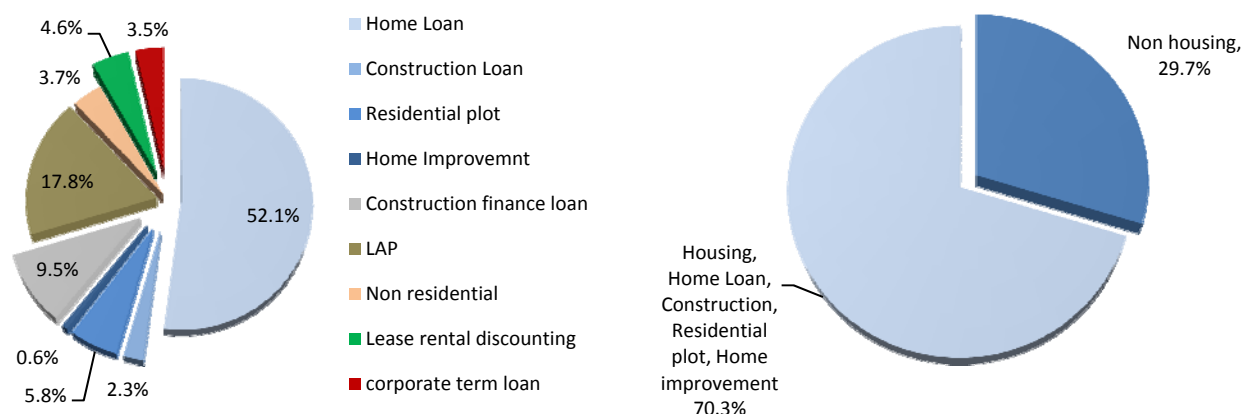 4.6%
3.5%
3.7%
17.8%
9.5%
0.6%
5.8%
2.3%
52.1%
Home Loan
Construction Loan
Residential plot
Home Improvemnt
Construction finance loan
LAP
Non residential
Lease rental discounting
corporate term loan
Non housing,
29.7%
Housing,
Home Loan,
Construction,
Residential
plot, Home
improvement
70.3%